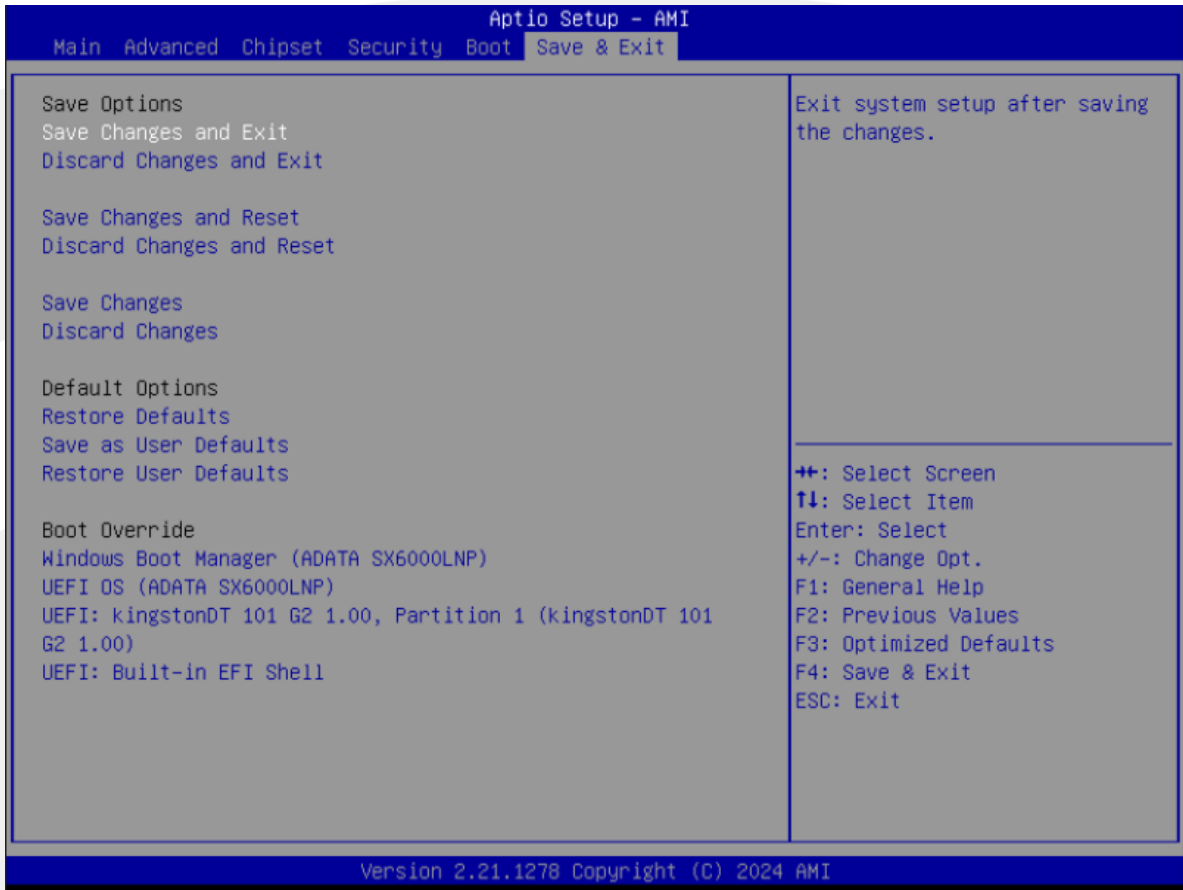 Aptio Setup – AMI
Main Advanced Chipset Security Boot Save & Exit
Save Options
Save Changes and Exit
Discard Changes and Exit
Save Changes and Reset
Discard Changes and Reset
Save Changes
Discard Changes
Default Options
Restore Defaults
Save as User Defaults
Restore User Defaults
Boot Override
Windows Boot Manager (ADATA SX6000LNP)
UEFI OS (ADATA SX6000LNP)
UEFI: kingstonDT 101 G2 1.00, Partition 1 (kingstonDT 101
G2 1.00)
UEFI: Built-in EFI Shell
Exit system setup after saving
the changes.
→←: Select Screen
↑↓: Select Item
Enter: Select
+/-: Change Opt.
F1: General Help
F2: Previous Values
F3: Optimized Defaults
F4: Save & Exit
ESC: Exit
Version 2.21.1278 Copyright (C) 2024 AMI